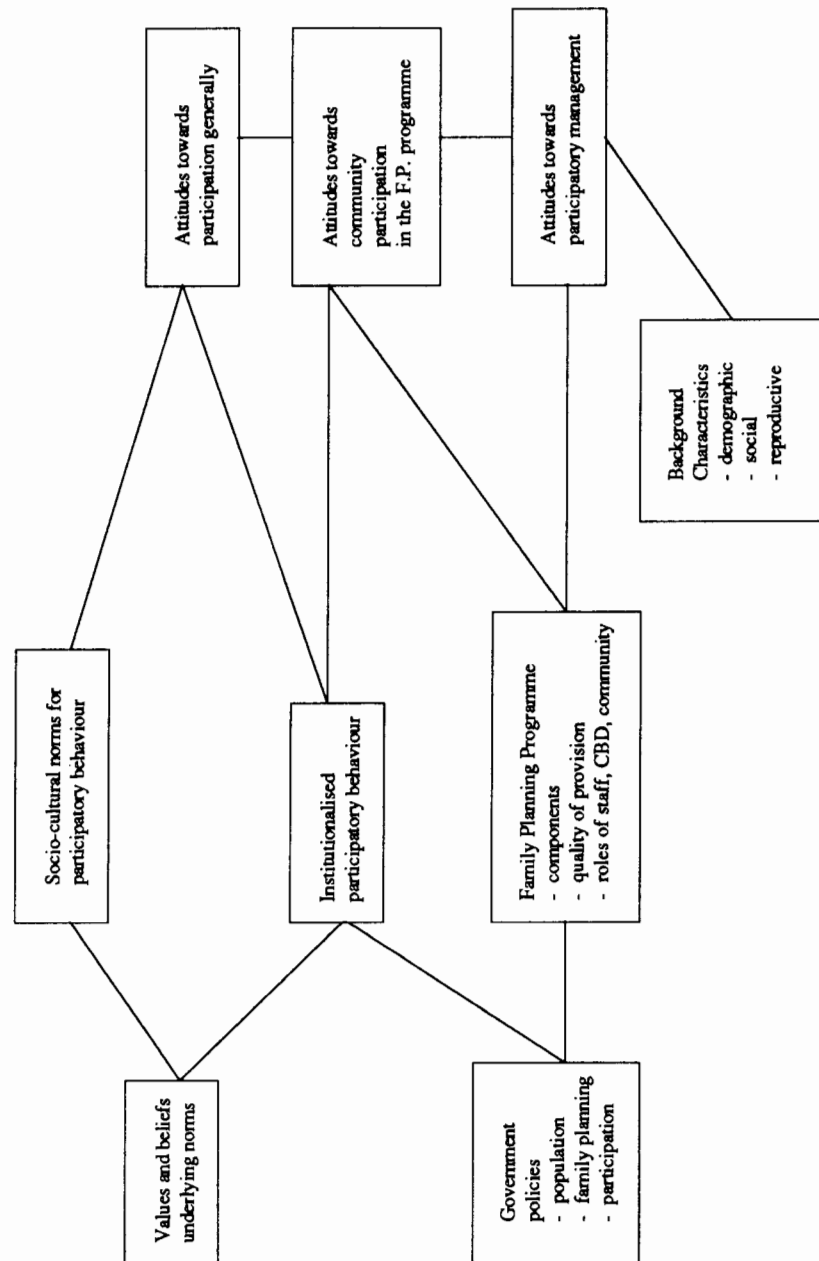 Values and beliefs
underlying norms
Government
policies
- population
- family planning
- participation
Socio-cultural norms for
participatory behaviour
Institutionalised
participatory behaviour
Family Planning Programme
- components
- quality of provision
- roles of staff, CBD, community
Attitudes towards
participation generally
Attitudes towards
community
participation
in the F.P. programme
Attitudes towards
participatory management
Background
Characteristics
- demographic
- social
- reproductive